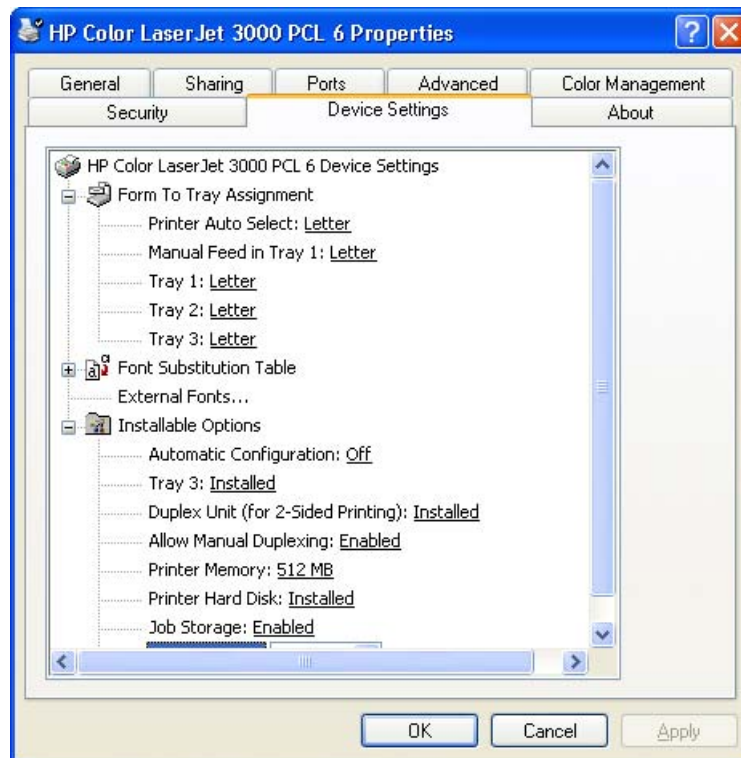 HP Color LaserJet 3000 PCL 6 Properties
General Sharing Ports Advanced Color Management
Security Device Settings About
HP Color LaserJet 3000 PCL 6 Device Settings
Form To Tray Assignment
Printer Auto Select: Letter
Manual Feed in Tray 1: Letter
Tray 1: Letter
Tray 2: Letter
Tray 3: Letter
Font Substitution Table
External Fonts...
Installable Options
Automatic Configuration: Off
Tray 3: Installed
Duplex Unit (for 2-Sided Printing): Installed
Allow Manual Duplexing: Enabled
Printer Memory: 512 MB
Printer Hard Disk: Installed
Job Storage: Enabled
OK Cancel Apply